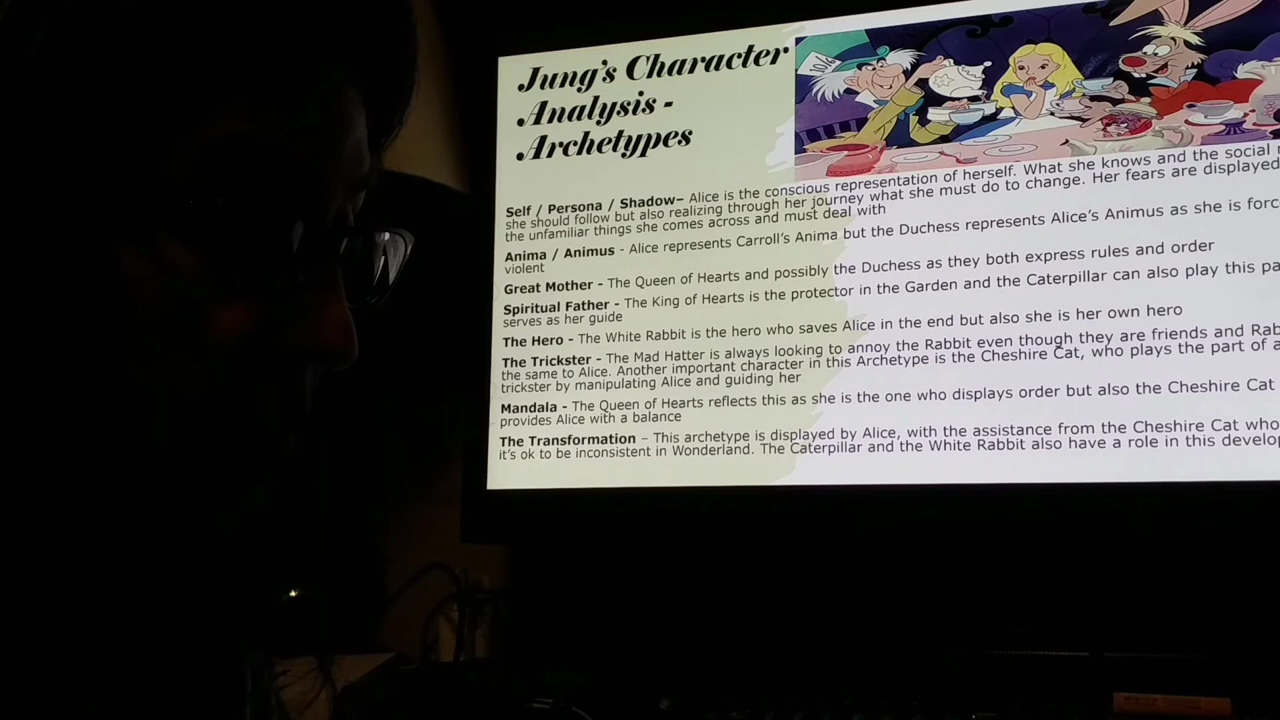 Jung's Character
Analysis -
Archetypes
10/6
Self / Persona / Shadow– Alice is the conscious representation of herself. What she knows and the social
she should follow but also realizing through her journey what she must do to change. Her fears are displayed
the unfamiliar things she comes across and must deal with
Anima / Animus - Alice represents Carroll's Anima but the Duchess represents Alice's Animus as she is forc
violent
Great Mother - The Queen of Hearts and possibly the Duchess as they both express rules and order
Spiritual Father - The King of Hearts is the protector in the Garden and the Caterpillar can also play this pa
serves as her guide
The Hero - The White Rabbit is the hero who saves Alice in the end but also she is her own hero
The Trickster - The Mad Hatter is always looking to annoy the Rabbit even though they are friends and Rab
the same to Alice. Another important character in this Archetype is the Cheshire Cat, who plays the part of a
trickster by manipulating Alice and guiding her
Mandala - The Queen of Hearts reflects this as she is the one who displays order but also the Cheshire Cat
provides Alice with a balance
The Transformation – This archetype is displayed by Alice, with the assistance from the Cheshire Cat who
it's ok to be inconsistent in Wonderland. The Caterpillar and the White Rabbit also have a role in this develop